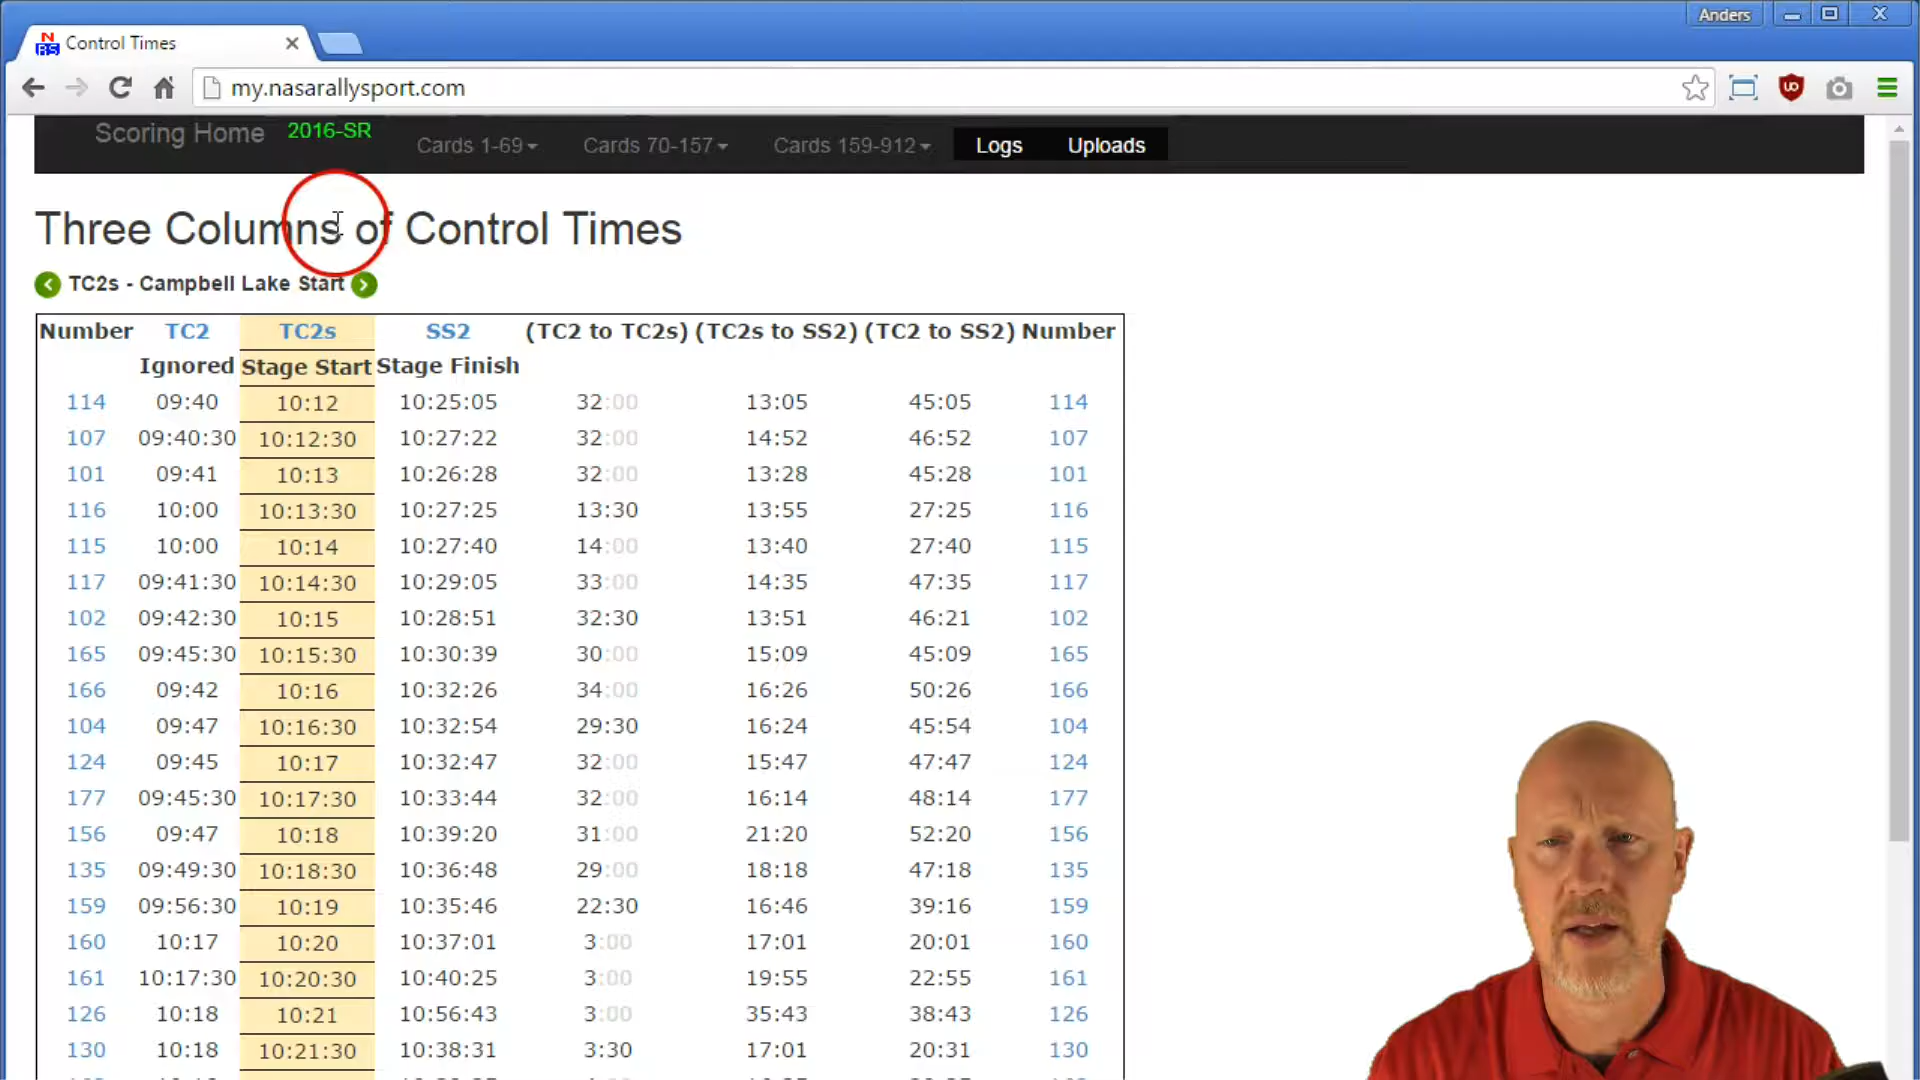 Anders
NRS Control Times
my.nasarallysport.com
Scoring Home 2016-SR Cards 1-69 Cards 70-157 Cards 159-912 Logs Uploads
Three Columns of Control Times
TC2s - Campbell Lake Start
Number TC2 TC2s SS2 (TC2 to TC2s) (TC2s to SS2) (TC2 to SS2) Number
Ignored Stage Start Stage Finish
114 09:40 10:12 10:25:05 32:00 13:05 45:05 114
107 09:40:30 10:12:30 10:27:22 32:00 14:52 46:52 107
101 09:41 10:13 10:26:28 32:00 13:28 45:28 101
116 10:00 10:13:30 10:27:25 13:30 13:55 27:25 116
115 10:00 10:14 10:27:40 14:00 13:40 27:40 115
117 09:41:30 10:14:30 10:29:05 33:00 14:35 47:35 117
102 09:42:30 10:15 10:28:51 32:30 13:51 46:21 102
165 09:45:30 10:15:30 10:30:39 30:00 15:09 45:09 165
166 09:42 10:16 10:32:26 34:00 16:26 50:26 166
104 09:47 10:16:30 10:32:54 29:30 16:24 45:54 104
124 09:45 10:17 10:32:47 32:00 15:47 47:47 124
177 09:45:30 10:17:30 10:33:44 32:00 16:14 48:14 177
156 09:47 10:18 10:39:20 31:00 21:20 52:20 156
135 09:49:30 10:18:30 10:36:48 29:00 18:18 47:18 135
159 09:56:30 10:19 10:35:46 22:30 16:46 39:16 159
160 10:17 10:20 10:37:01 3:00 17:01 20:01 160
161 10:17:30 10:20:30 10:40:25 3:00 19:55 22:55 161
126 10:18 10:21 10:56:43 3:00 35:43 38:43 126
130 10:18 10:21:30 10:38:31 3:30 17:01 20:31 130